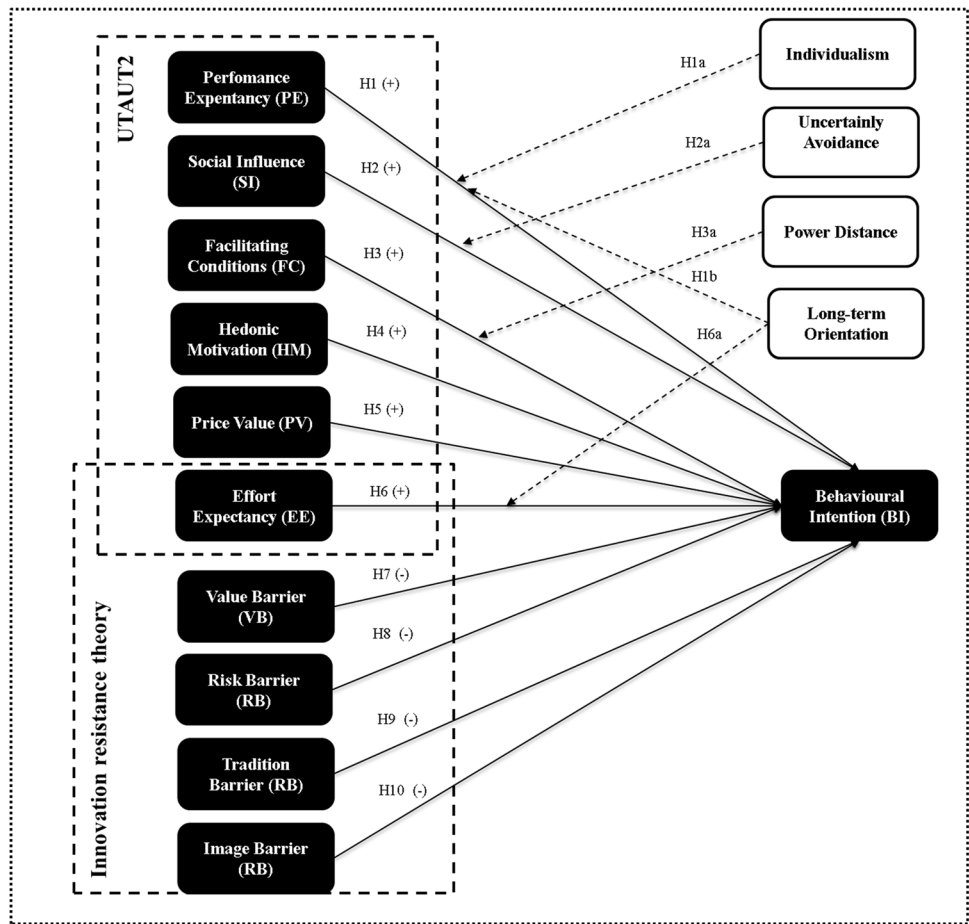 UTAUT2
Perfomance
Expentancy (PE)
H1 (+)
Social Influence
(SI)
H2 (+)
Facilitating
Conditions (FC)
H3 (+)
Hedonic
Motivation (HM)
H4 (+)
Price Value (PV)
H5 (+)
Effort
Expectancy (EE)
H6 (+)
Innovation resistance theory
Value Barrier
(VB)
H7 (-)
Risk Barrier
(RB)
H8 (-)
Tradition
Barrier (RB)
H9 (-)
Image Barrier
(RB)
H10 (-)
H1a
Individualism
H2a
Uncertainly
Avoidance
H3a
Power Distance
H1b
H6a
Long-term
Orientation
Behavioural
Intention (BI)